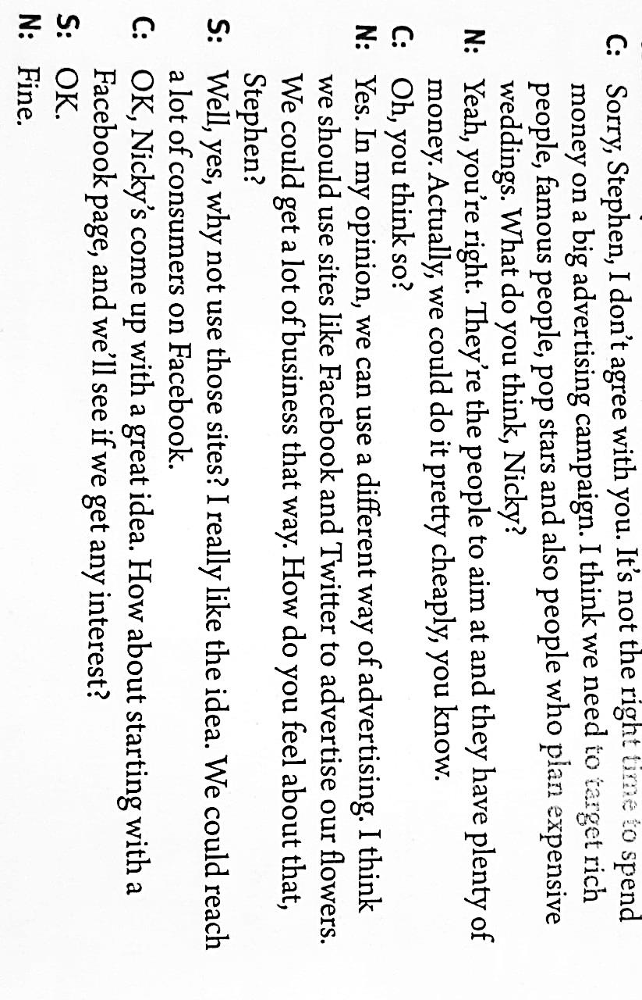 C: Sorry, Stephen, I don't agree with you. It's not the right time to spend
money on a big advertising campaign. I think we need to target rich
people, famous people, pop stars and also people who plan expensive
weddings. What do you think, Nicky?
N: Yeah, you're right. They're the people to aim at and they have plenty of
money. Actually, we could do it pretty cheaply, you know.
C: Oh, you think so?
N: Yes. In my opinion, we can use a different way of advertising. I think
we should use sites like Facebook and Twitter to advertise our flowers.
We could get a lot of business that way. How do you feel about that,
Stephen?
S: Well, yes, why not use those sites? I really like the idea. We could reach
a lot of consumers on Facebook.
C: OK, Nicky's come up with a great idea. How about starting with a
Facebook page, and we'll see if we get any interest?
S: OK.
N: Fine.